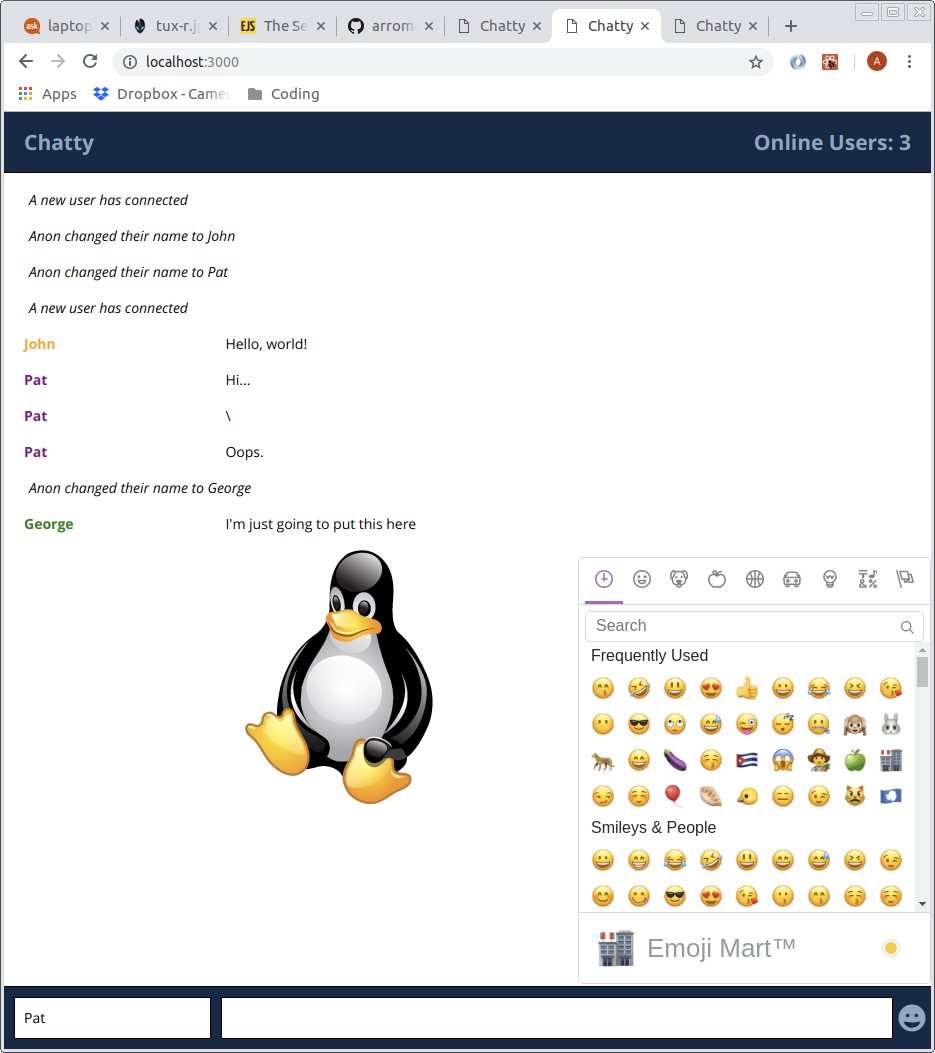 ask laptop tux-r.j EJS The Se arrom Chatty Chatty Chatty
localhost:3000 A
Apps Dropbox - Camer Coding
Chatty Online Users: 3
A new user has connected
Anon changed their name to John
Anon changed their name to Pat
A new user has connected
John Hello, world!
Pat Hi...
Pat \
Pat Oops.
Anon changed their name to George
George I'm just going to put this here
Search
Frequently Used
Smileys & People
Emoji Mart™
Pat